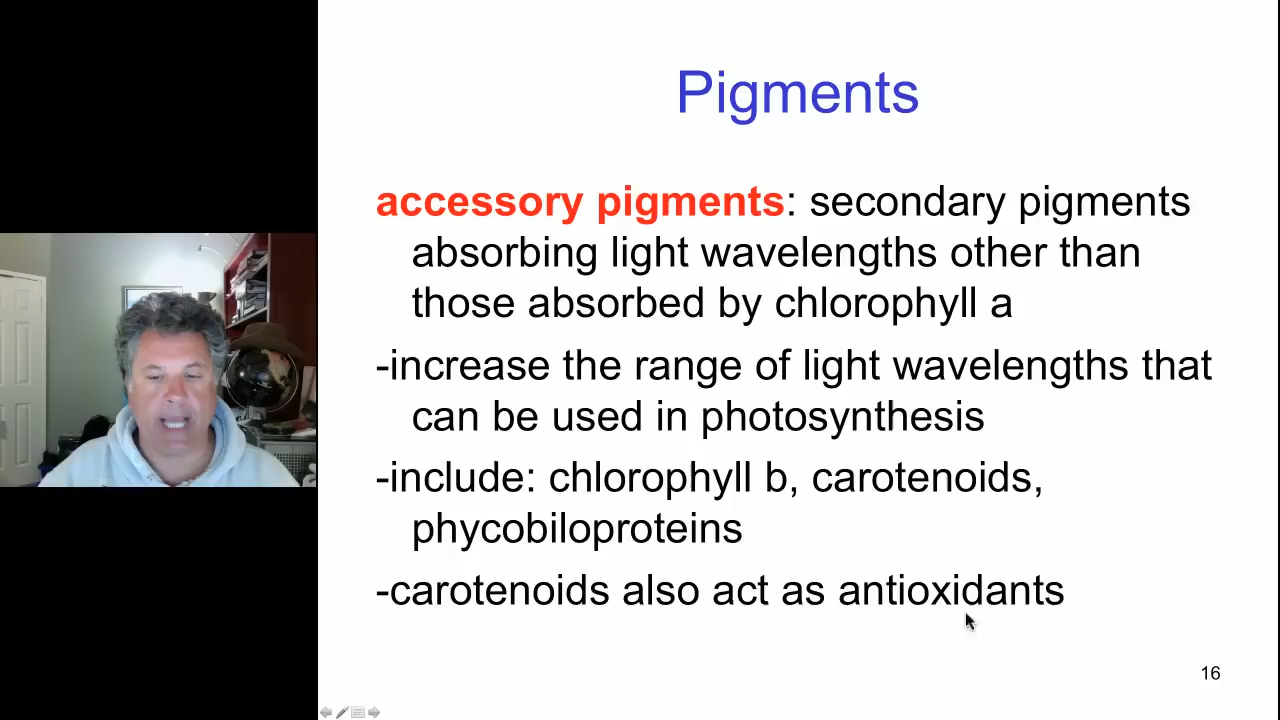 Pigments
accessory pigments: secondary pigments
absorbing light wavelengths other than
those absorbed by chlorophyll a
-increase the range of light wavelengths that
can be used in photosynthesis
-include: chlorophyll b, carotenoids,
phycobiloproteins
-carotenoids also act as antioxidants
16